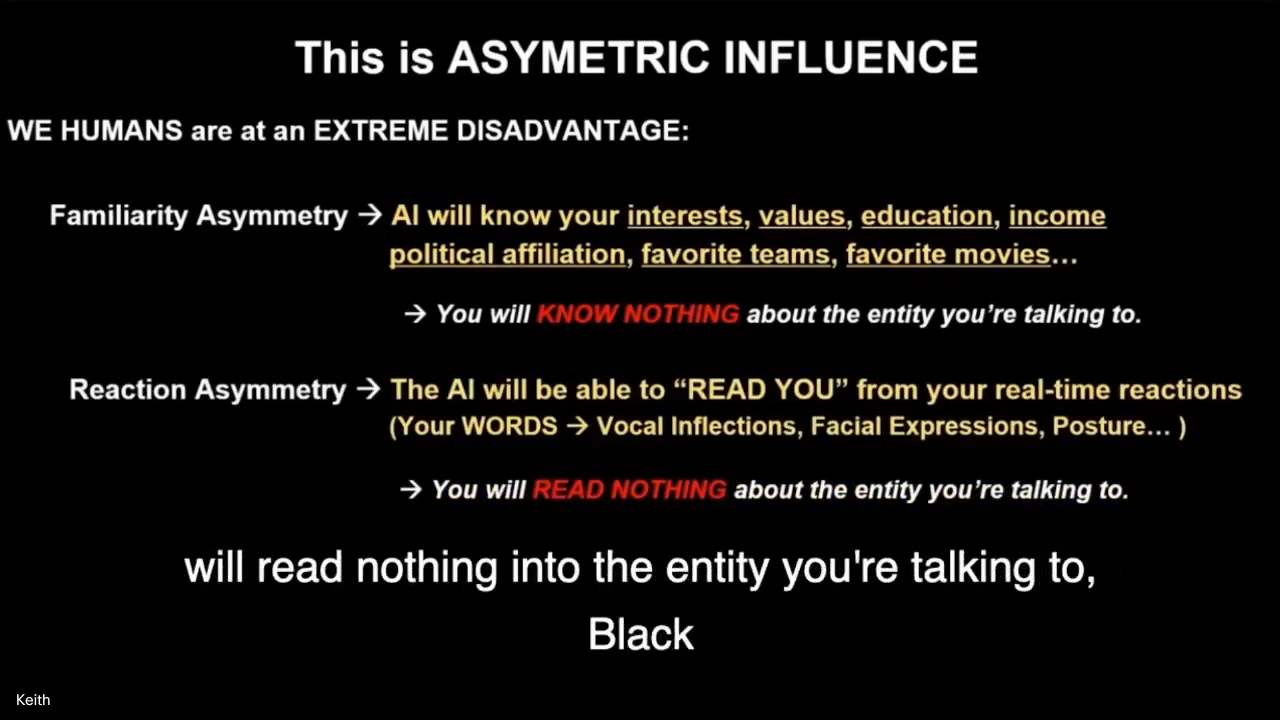 This is ASYMETRIC INFLUENCE
WE HUMANS are at an EXTREME DISADVANTAGE:
Familiarity Asymmetry → AI will know your interests, values, education, income
political affiliation, favorite teams, favorite movies…
→ You will KNOW NOTHING about the entity you’re talking to.
Reaction Asymmetry → The AI will be able to “READ YOU” from your real-time reactions
(Your WORDS → Vocal Inflections, Facial Expressions, Posture… )
→ You will READ NOTHING about the entity you’re talking to.
will read nothing into the entity you're talking to,
Black
Keith